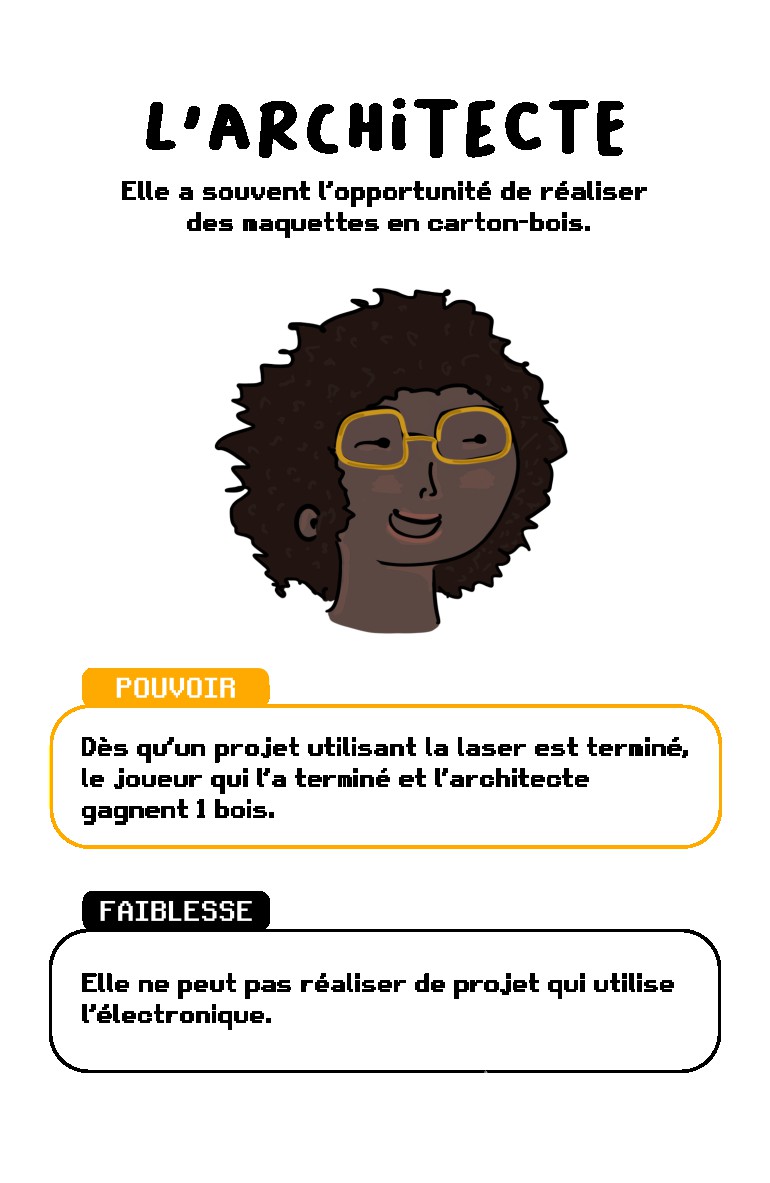 L'ARCHiTECTE
Elle a souvent l'opportunité de réaliser
des maquettes en carton-bois.
POUVOIR
Dès qu'un projet utilisant la laser est terminé,
le joueur qui l'a terminé et l'architecte
gagnent 1 bois.
FAIBLESSE
Elle ne peut pas réaliser de projet qui utilise
l'électronique.